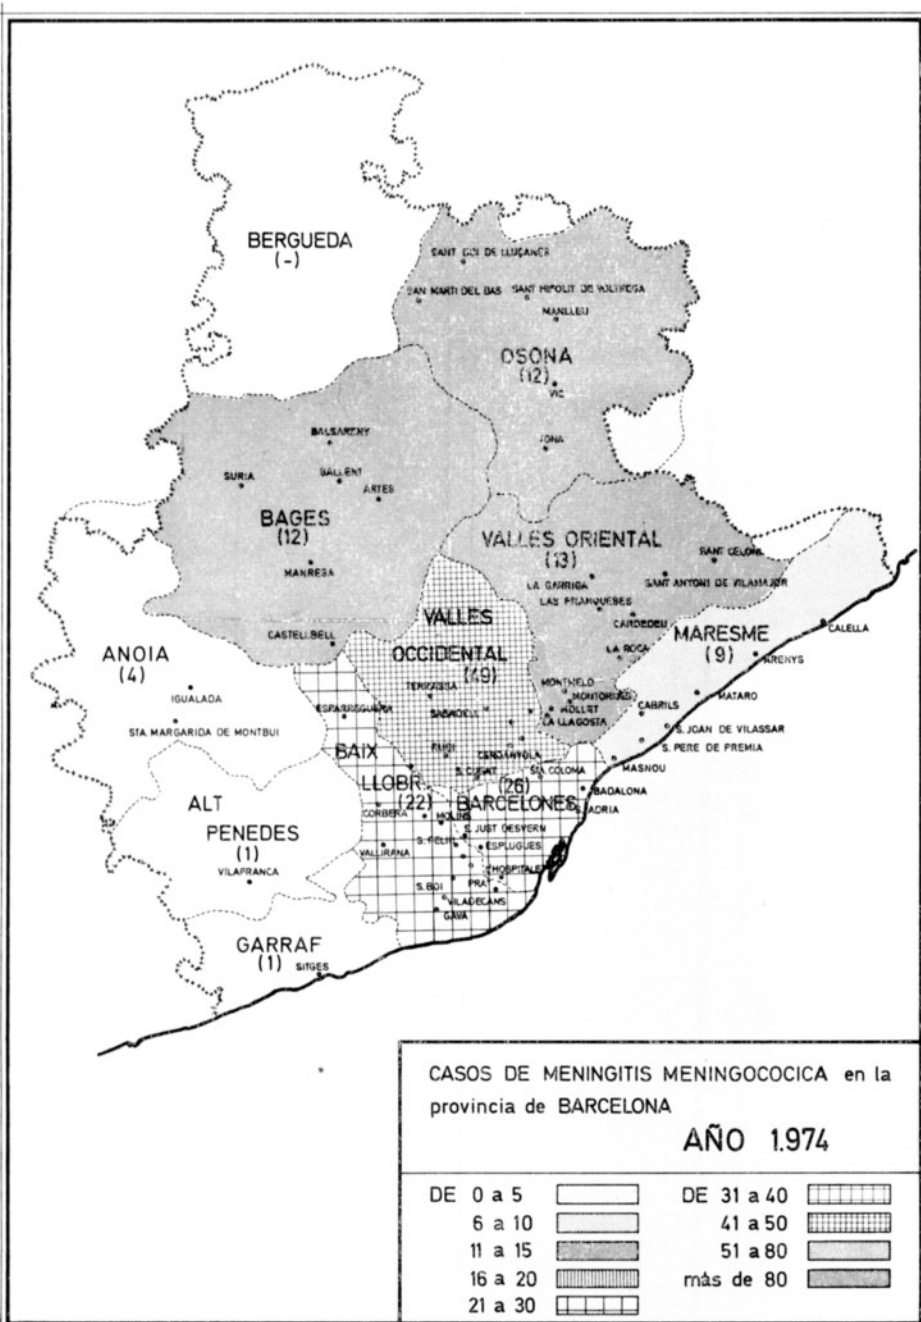 BERGUEDA
(-)
SAN MARTI DEL BAS
SANT HIPOLIT DE VOLTREGA
MANLLEU
OSONA
(12)
VIC
TONA
BALSARENY
SURIA
SALLENT
ARTES
BAGES
(12)
MANRESA
CASTELLBELL
VALLES ORIENTAL
(13)
SANT CELONI
LA GARRIGA
SANT ANTONI DE VILAMAJOR
LAS FRANQUESES
CARDEDEU
LA ROCA
MONTMELO
MONTORNES
MOLLET
LA LLAGOSTA
MARESME
(9)
CALELLA
ARENYS
MATARO
CABRILS
S. JOAN DE VILASSAR
S. PERE DE PREMIA
MASNOU
VALLES
OCCIDENTAL
(49)
TERRASSA
SABADELL
RUBI
CERDANYOLA
S. CUGAT
ANOIA
(4)
IGUALADA
STA. MARGARIDA DE MONTBUI
ESPARREGUERA
BAIX
LLOBR.
(22)
CORBERA
MOLINS
VALLIRANA
S. FELIU
S. BOI
PRAT
VILADECANS
GAVA
(26)
BARCELONES
STA. COLOMA
BADALONA
S. ADRIA
S. JUST DESVERN
ESPLUGUES
L'HOSPITALET
ALT
PENEDES
(1)
VILAFRANCA
GARRAF
(1)
SITGES
CASOS DE MENINGITIS MENINGOCOCICA en la
provincia de BARCELONA
AÑO 1.974
DE 0 a 5
6 a 10
11 a 15
16 a 20
21 a 30
DE 31 a 40
41 a 50
51 a 80
más de 80